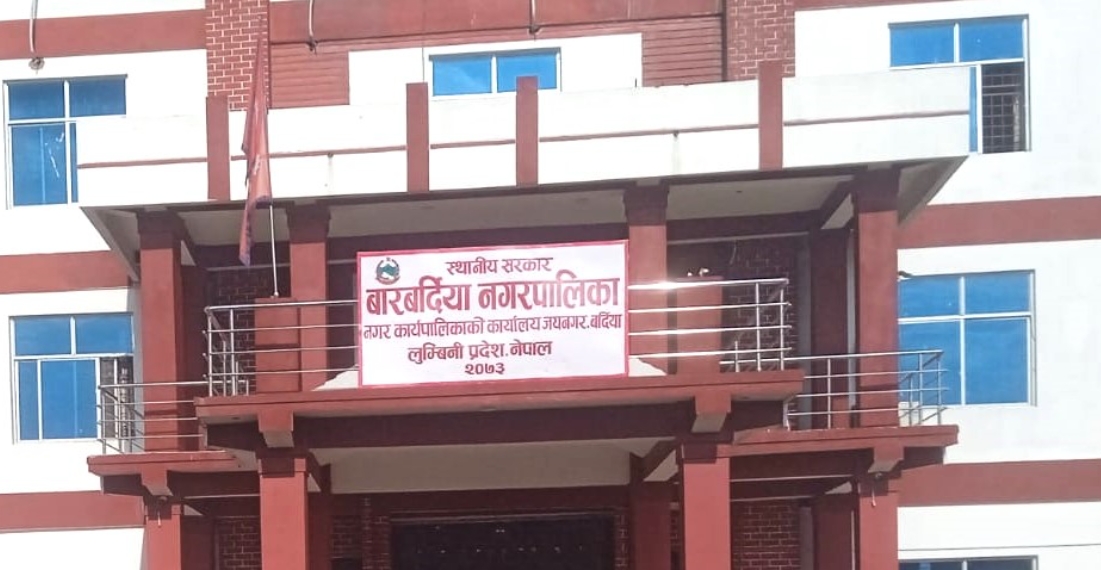 स्थानीय सरकार
बारबर्दिया नगरपालिका
नगर कार्यपालिकाको कार्यालय जयनगर, बर्दिया
लुम्बिनी प्रदेश, नेपाल
२०७३